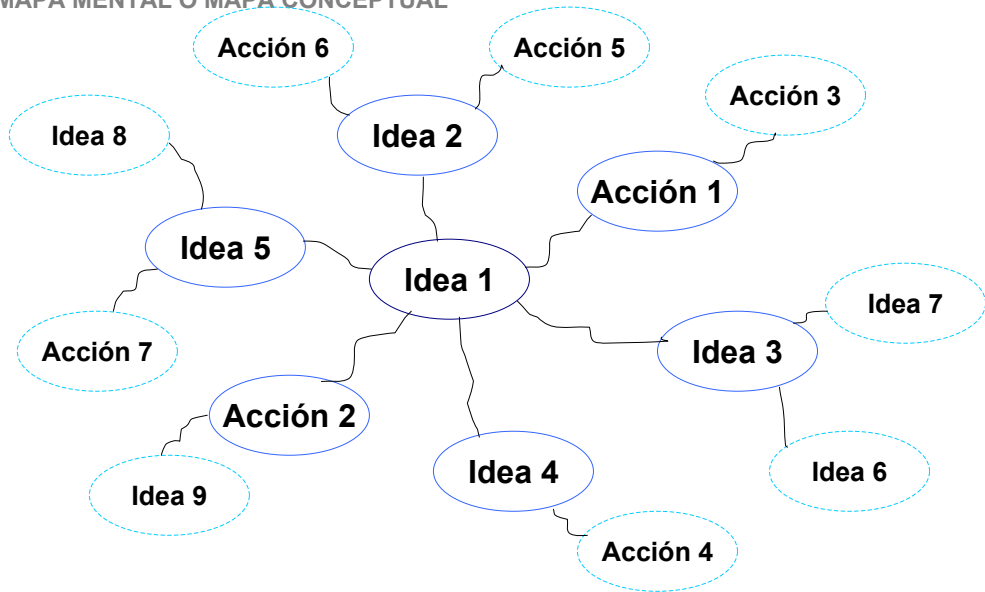 MAPA MENTAL O MAPA CONCEPTUAL
Acción 6
Acción 5
Acción 3
Idea 8
Idea 2
Acción 1
Idea 5
Idea 1
Idea 7
Acción 7
Idea 3
Acción 2
Idea 4
Idea 6
Idea 9
Acción 4